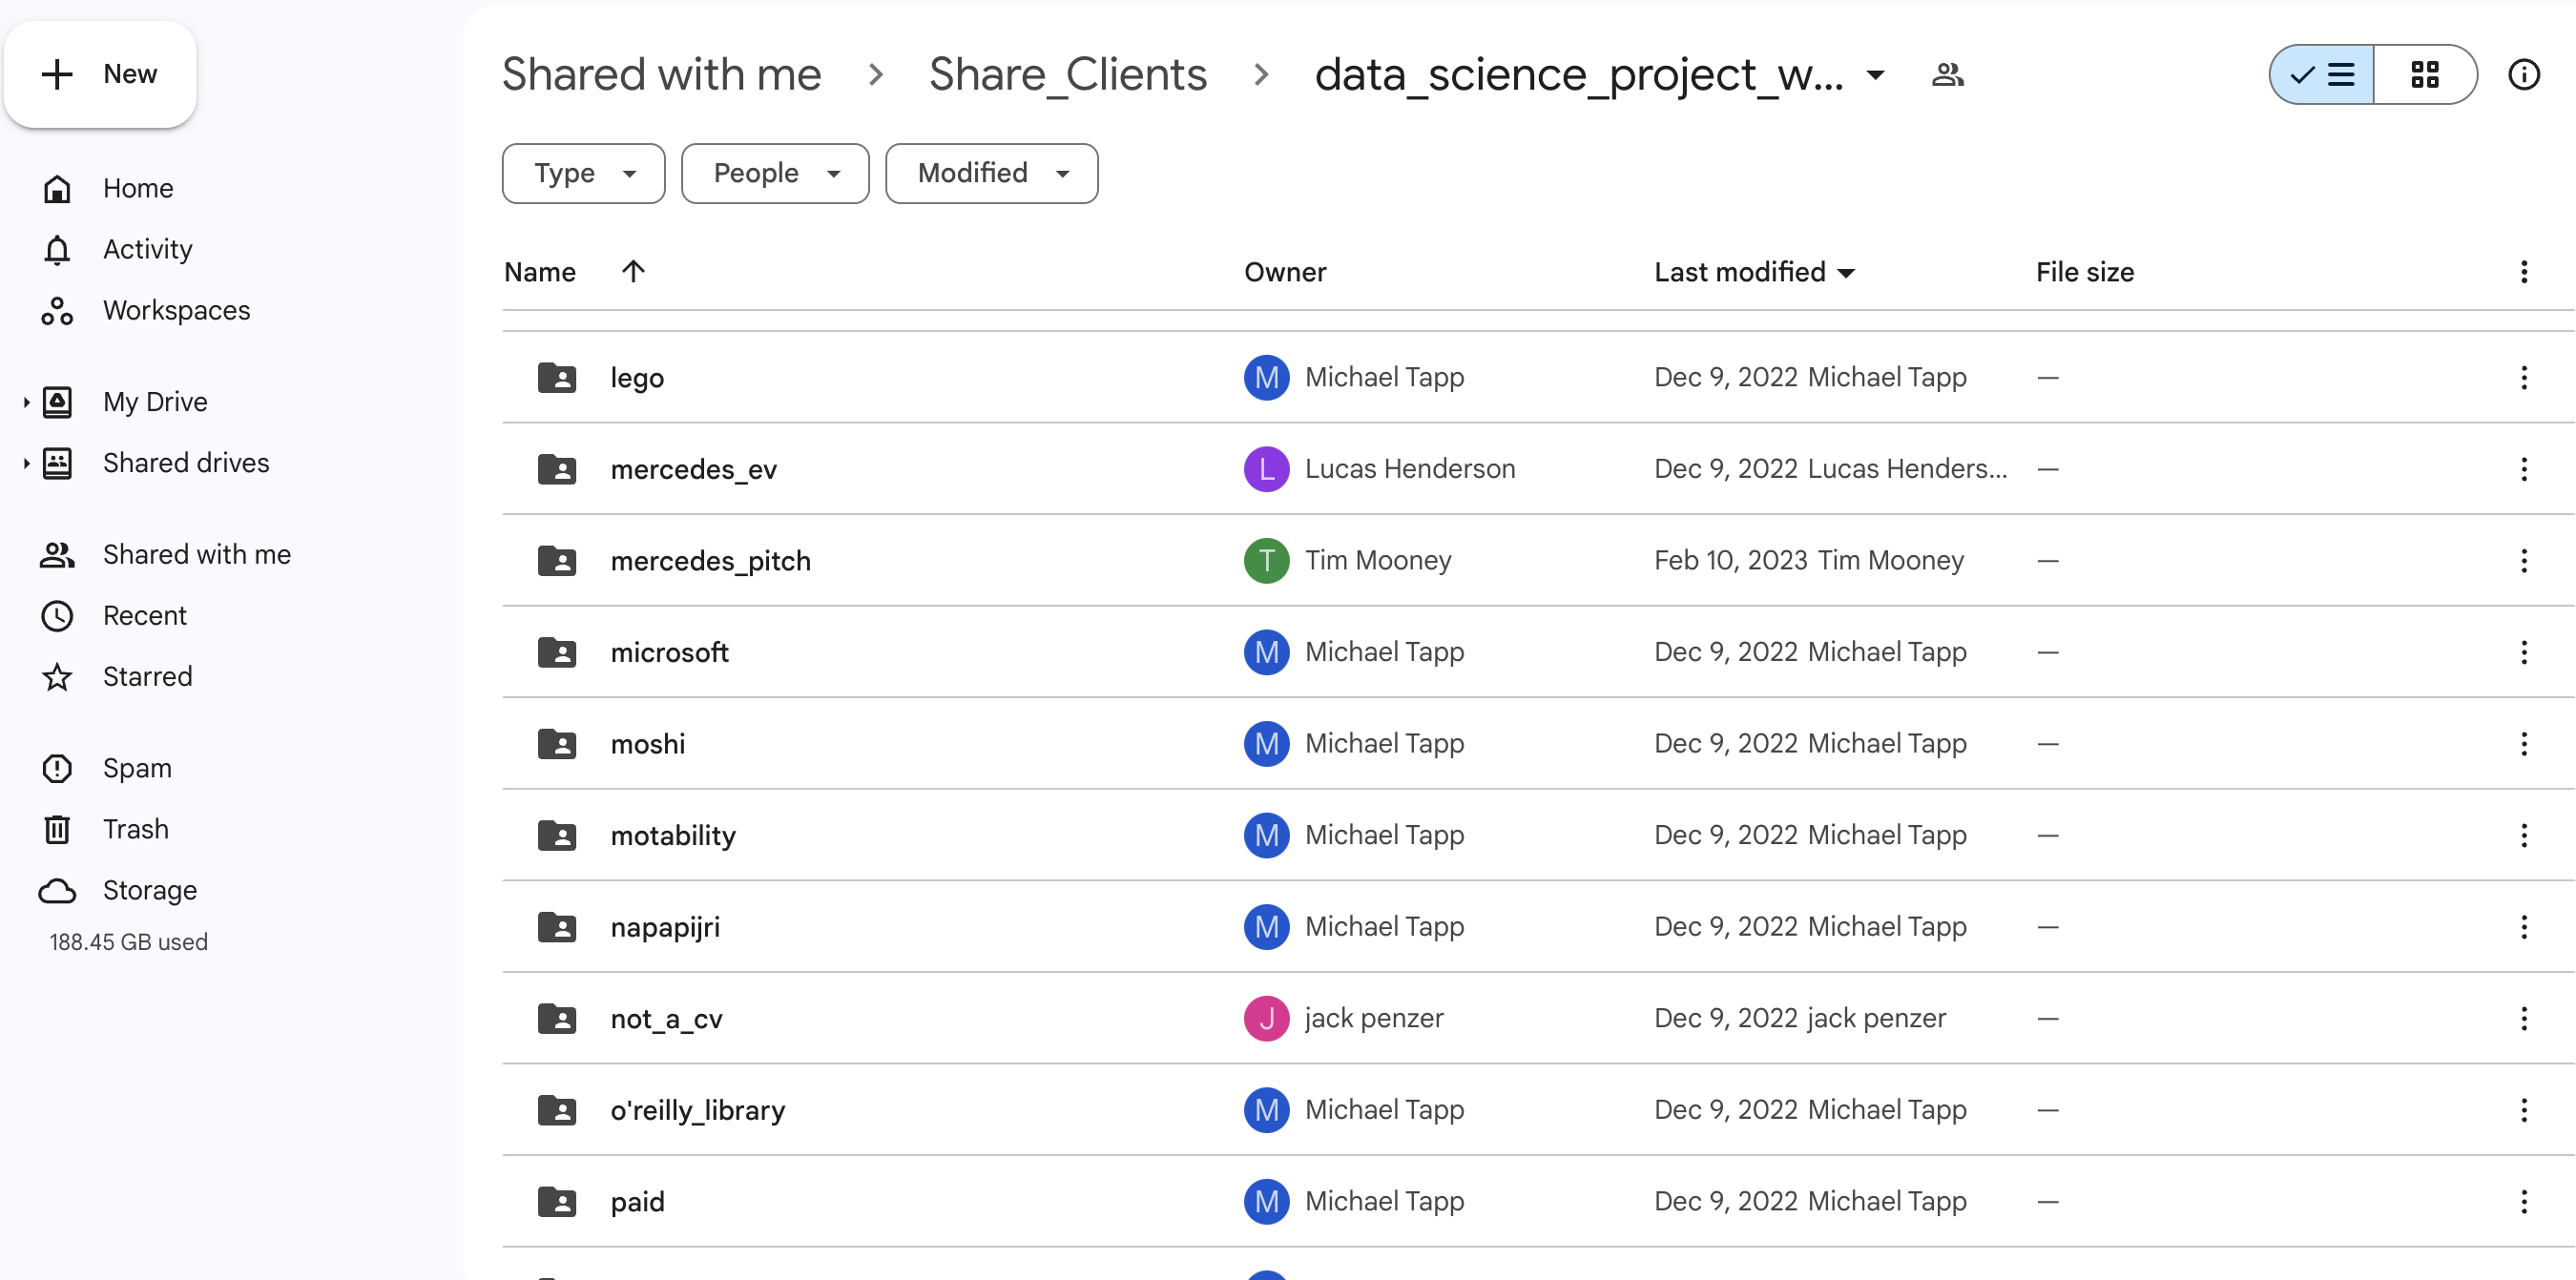 New
Home
Activity
Workspaces
My Drive
Shared drives
Shared with me
Recent
Starred
Spam
Trash
Storage
188.45 GB used
Shared with me > Share_Clients > data_science_project_w...
Type People Modified
Name Owner Last modified File size
lego M Michael Tapp Dec 9, 2022 Michael Tapp —
mercedes_ev L Lucas Henderson Dec 9, 2022 Lucas Henders... —
mercedes_pitch T Tim Mooney Feb 10, 2023 Tim Mooney —
microsoft M Michael Tapp Dec 9, 2022 Michael Tapp —
moshi M Michael Tapp Dec 9, 2022 Michael Tapp —
motability M Michael Tapp Dec 9, 2022 Michael Tapp —
napapijri M Michael Tapp Dec 9, 2022 Michael Tapp —
not_a_cv J jack penzer Dec 9, 2022 jack penzer —
o'reilly_library M Michael Tapp Dec 9, 2022 Michael Tapp —
paid M Michael Tapp Dec 9, 2022 Michael Tapp —